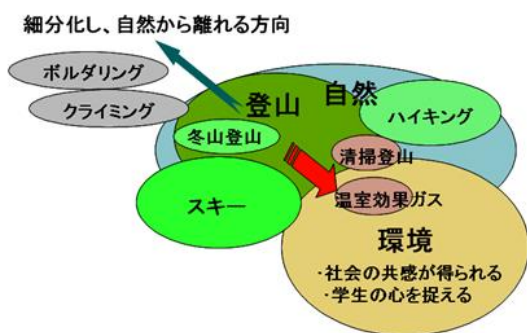 細分化し、自然から離れる方向
ボルダリング
クライミング
登山
自然
ハイキング
冬山登山
清掃登山
スキー
温室効果ガス
環境
・社会の共感が得られる
・学生の心を捉える